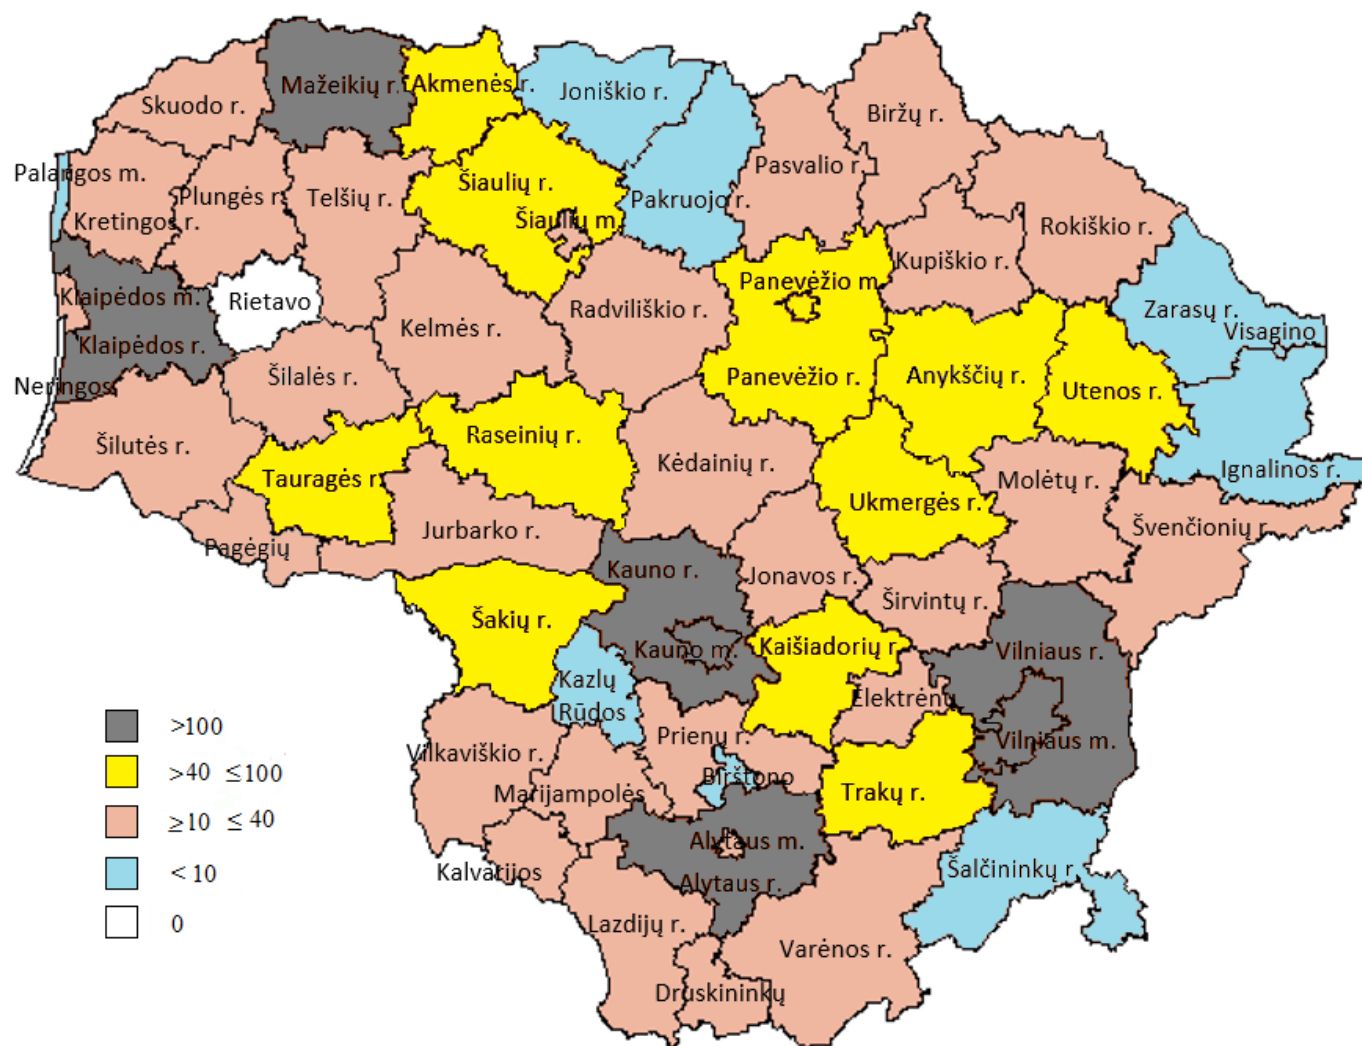 Mažeikių r.
Akmenės r.
Joniškio r.
Skuodo r.
Biržų r.
Pasvalio r.
Palangos m.
Šiaulių r.
Plungės r.
Telšių r.
Pakruojo r.
Kretingos r.
Šiaulių m.
Rokiškio r.
Kupiškio r.
Panevėžio m.
Klaipėdos m.
Rietavo
Radviliškio r.
Zarasų r.
Kelmės r.
Visagino
Klaipėdos r.
Šilalės r.
Panevėžio r.
Anykščių r.
Neringos
Utenos r.
Šilutės r.
Raseinių r.
Kėdainių r.
Ignalinos r.
Tauragės r.
Molėtų r.
Ukmergės r.
Jurbarko r.
Švenčionių r.
Pagėgių
Kauno r.
Jonavos r.
Širvintų r.
Šakių r.
Kauno m.
Kaišiadorių r.
Vilniaus r.
Kazlų
Rūdos
Elektrėnų
>100
Prienų r.
Vilniaus m.
Vilkaviškio r.
>40 ≤100
Birštono
Marijampolės
Trakų r.
≥10 ≤ 40
Alytaus m.
< 10
Kalvarijos
Alytaus r.
Šalčininkų r.
0
Lazdijų r.
Varėnos r.
Druskininkų